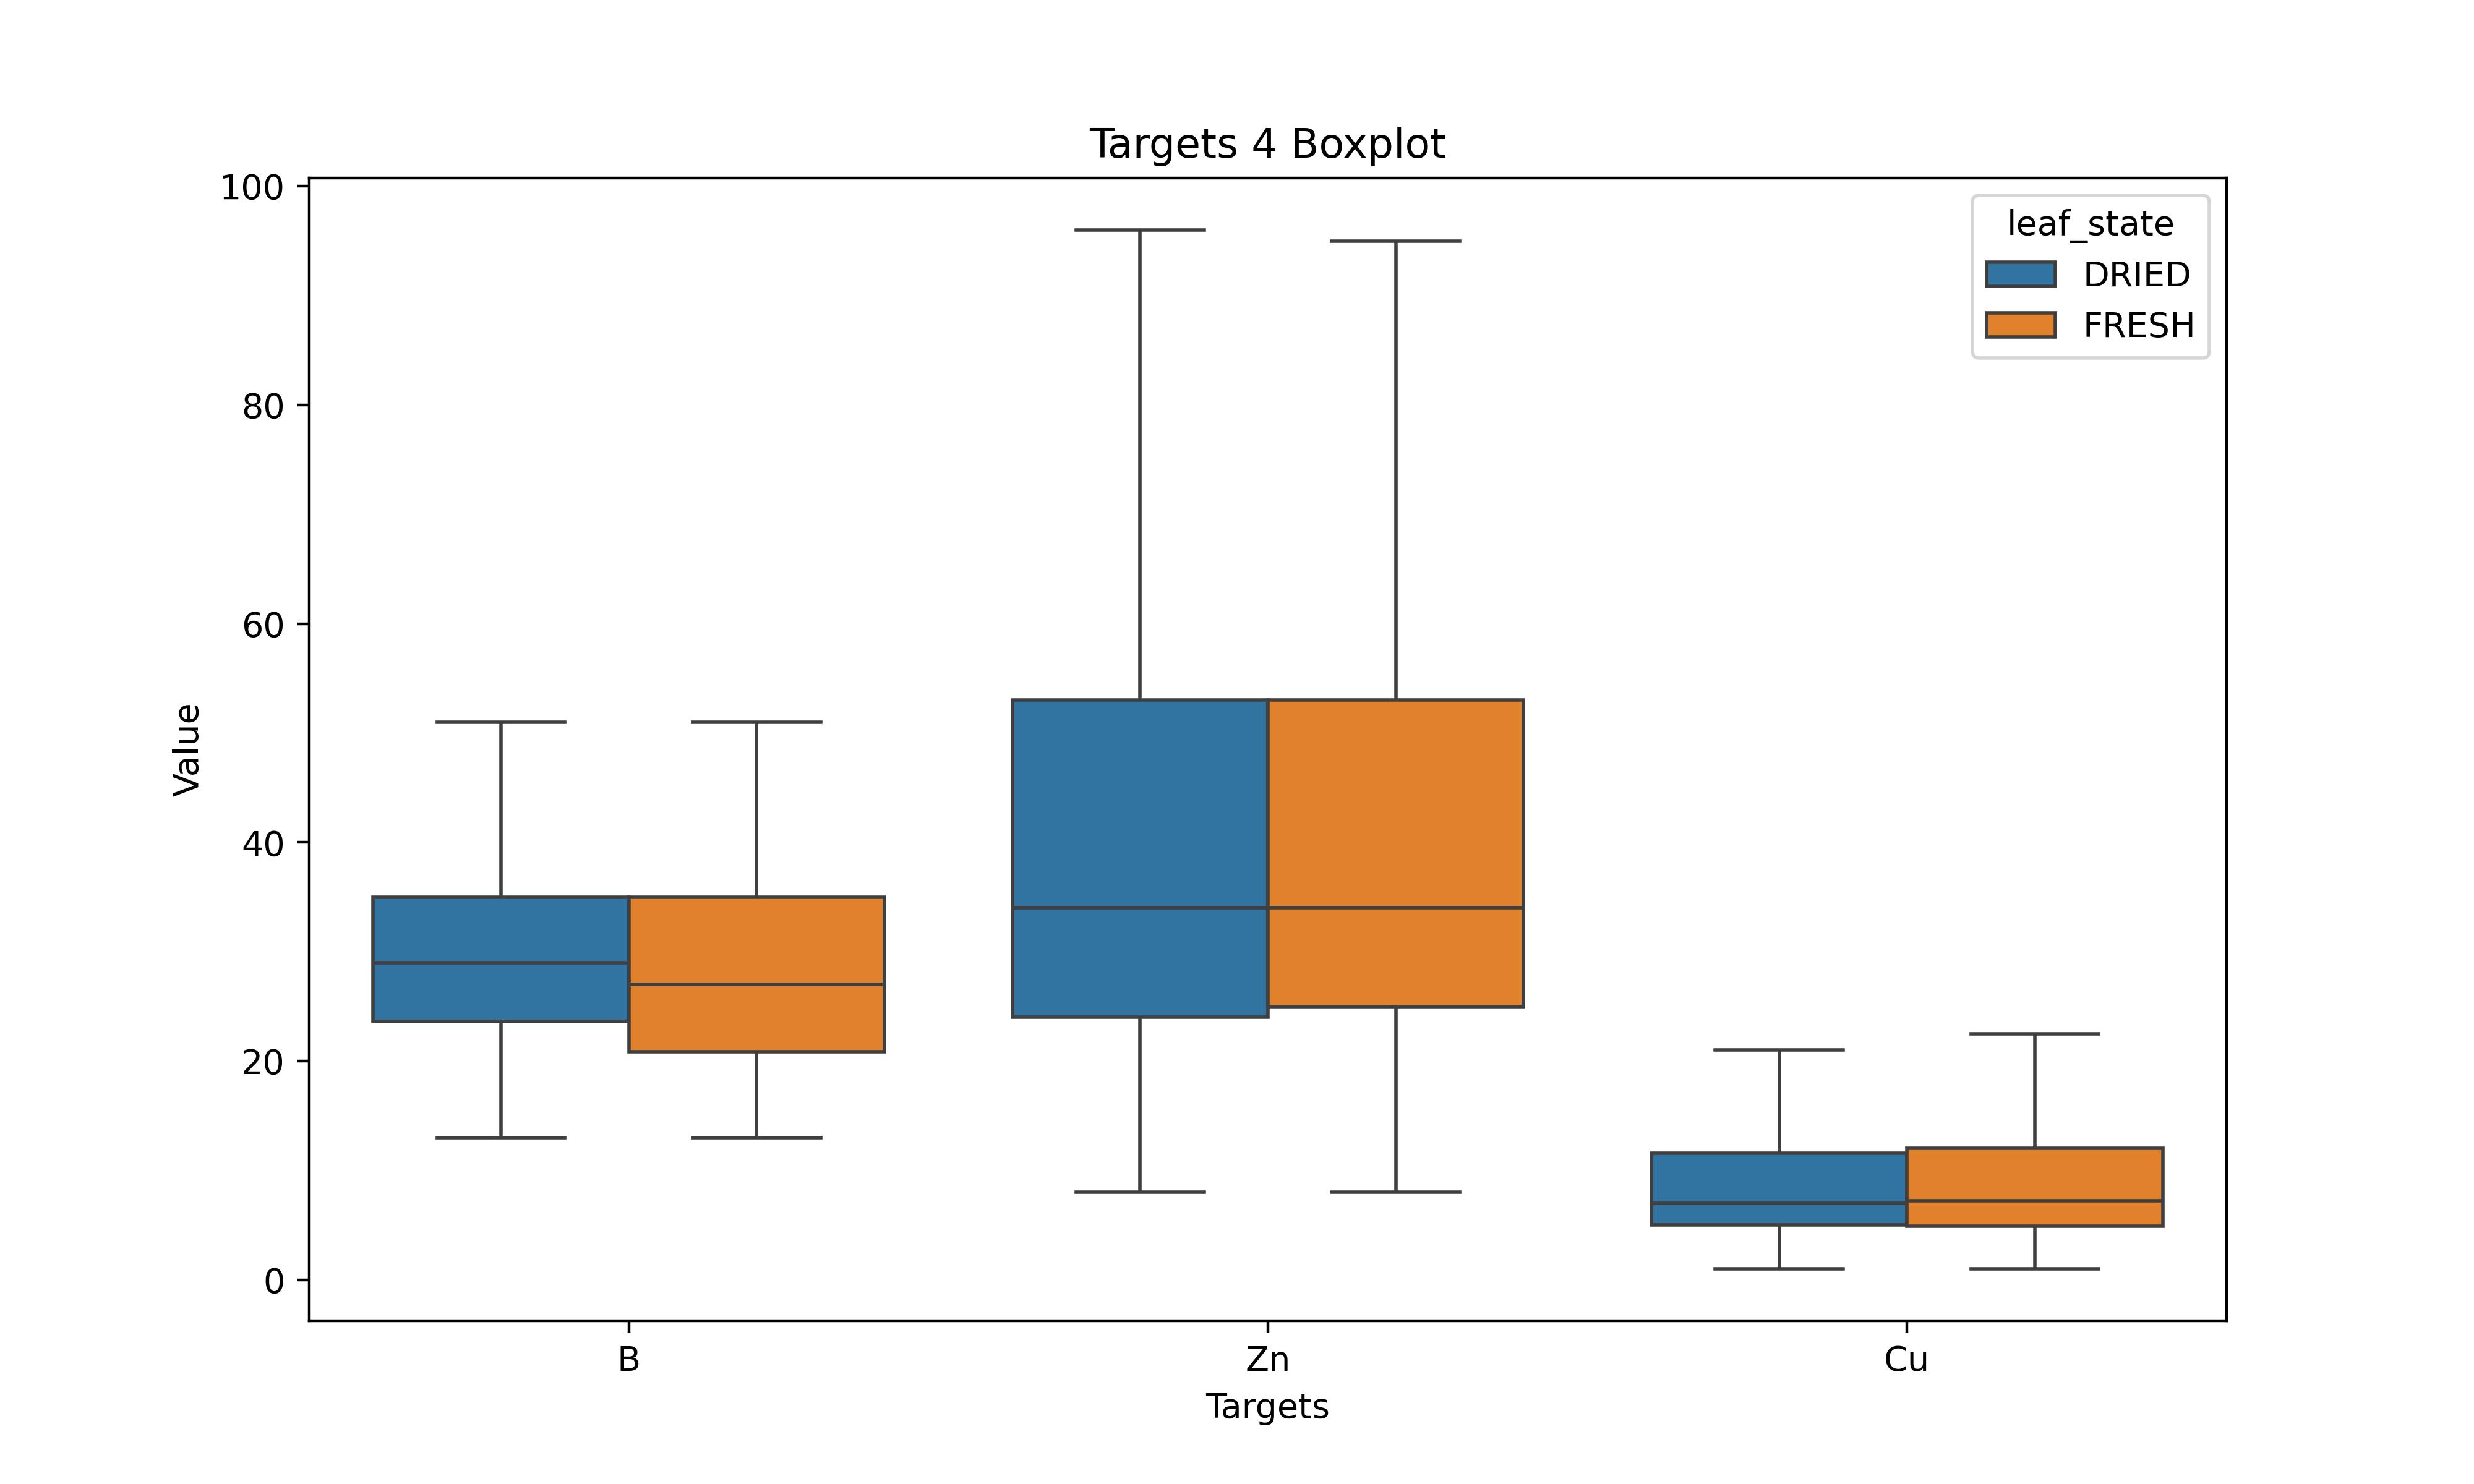 Targets 4 Boxplot
100
80
60
40
20
0
Value
leaf_state
DRIED
FRESH
B
Zn
Cu
Targets